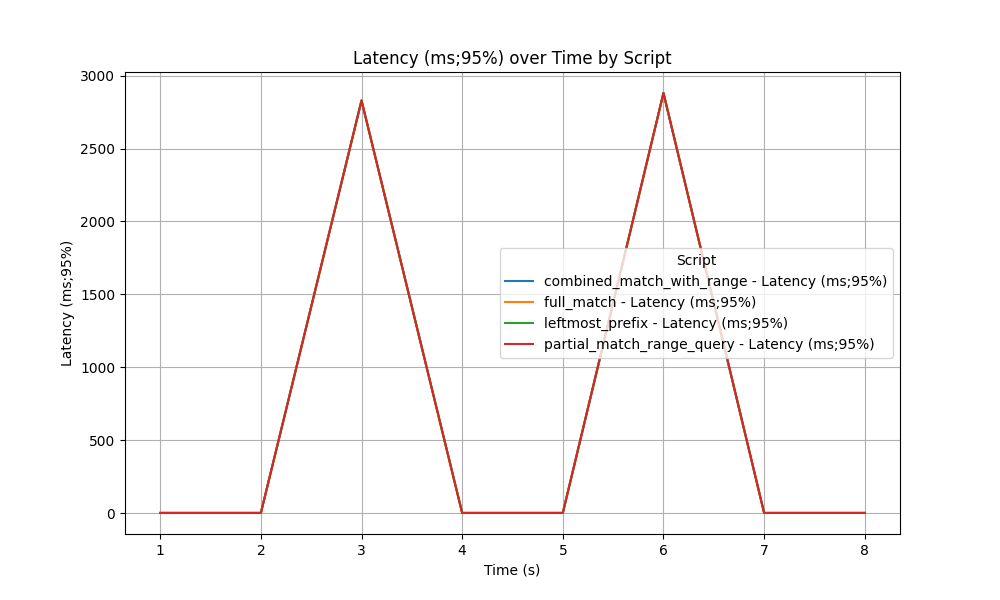 Latency (ms;95%) over Time by Script
Latency (ms;95%)
3000
2500
2000
1500
1000
500
0
Script
combined_match_with_range - Latency (ms;95%)
full_match - Latency (ms;95%)
leftmost_prefix - Latency (ms;95%)
partial_match_range_query - Latency (ms;95%)
1 2 3 4 5 6 7 8
Time (s)